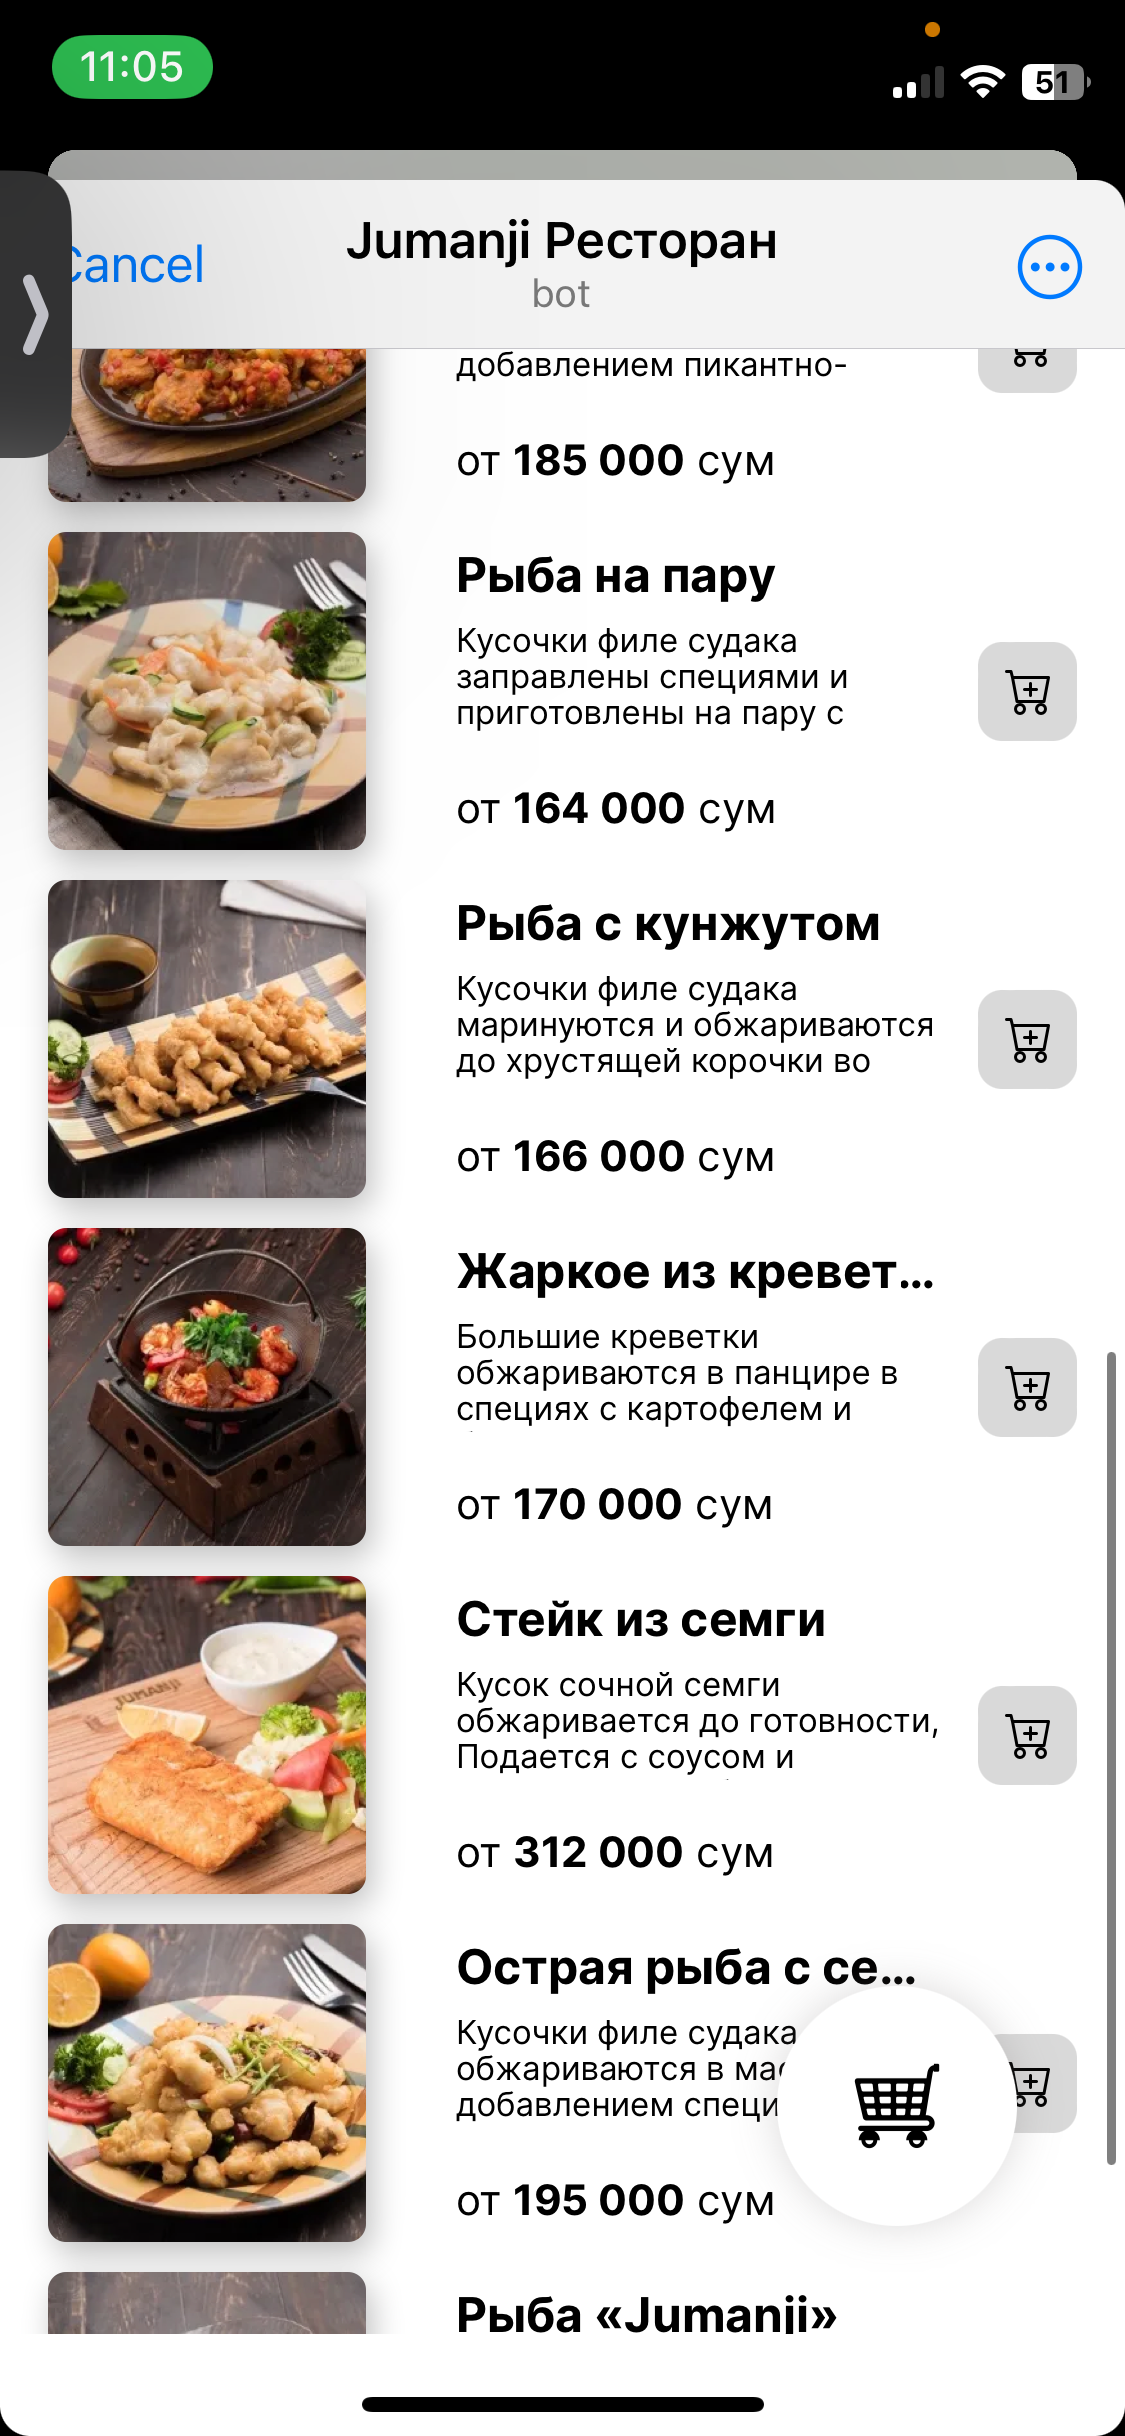 11:05
51
Cancel
Jumanji Ресторан
bot
добавлением пикантно-
от 185 000 сум
Рыба на пару
Кусочки филе судака
заправлены специями и
приготовлены на пару с
от 164 000 сум
Рыба с кунжутом
Кусочки филе судака
маринуются и обжариваются
до хрустящей корочки во
от 166 000 сум
Жаркое из кревет...
Большие креветки
обжариваются в панцире в
специях с картофелем и
от 170 000 сум
JUMANJI
Стейк из семги
Кусок сочной семги
обжаривается до готовности,
Подается с соусом и
от 312 000 сум
Острая рыба с се...
Кусочки филе судака
обжариваются в мас
добавлением специ
от 195 000 сум
Рыба «Jumanji»